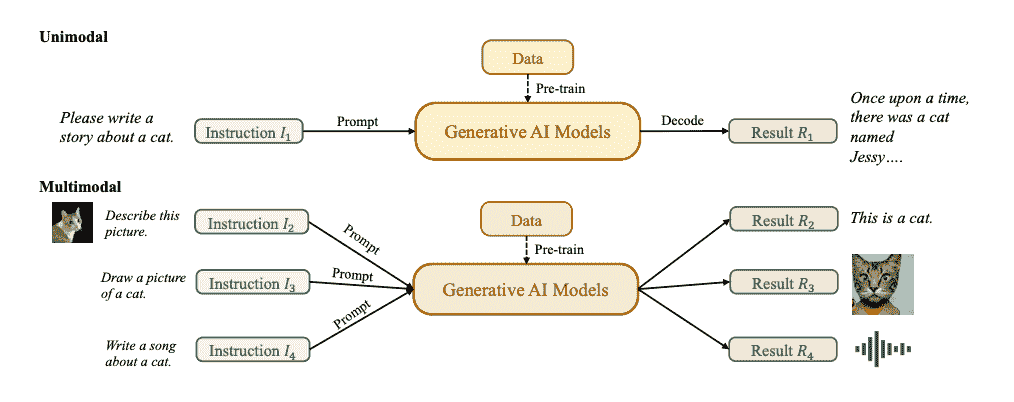 Unimodal
Data
Pre-train
Please write a
story about a cat.
Instruction I₁
Prompt
Generative AI Models
Decode
Result R₁
Once upon a time,
there was a cat
named
Jessy….
Multimodal
Describe this
picture.
Instruction I₂
Prompt
Data
Pre-train
Result R₂
This is a cat.
Draw a picture
of a cat.
Instruction I₃
Prompt
Generative AI Models
Result R₃
Write a song
about a cat.
Instruction I₄
Prompt
Result R₄